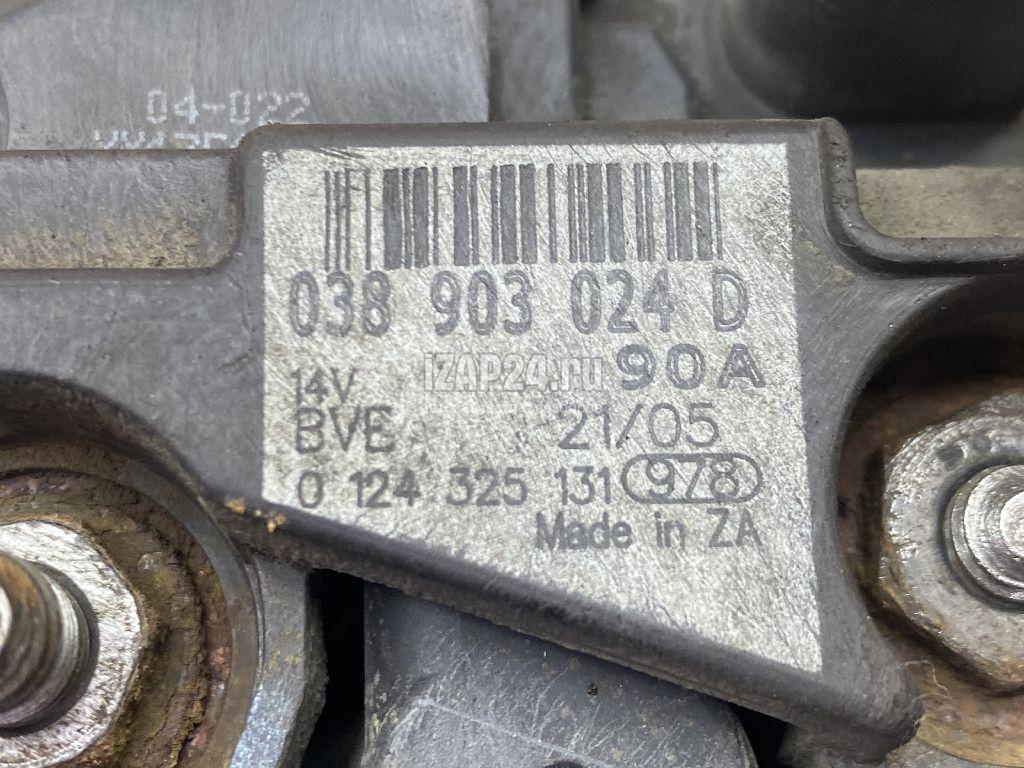 04-022
038 903 024 D
IZAP24.ru
90A
14V
BVE 21/05
0 124 325 131 978
Made in ZA